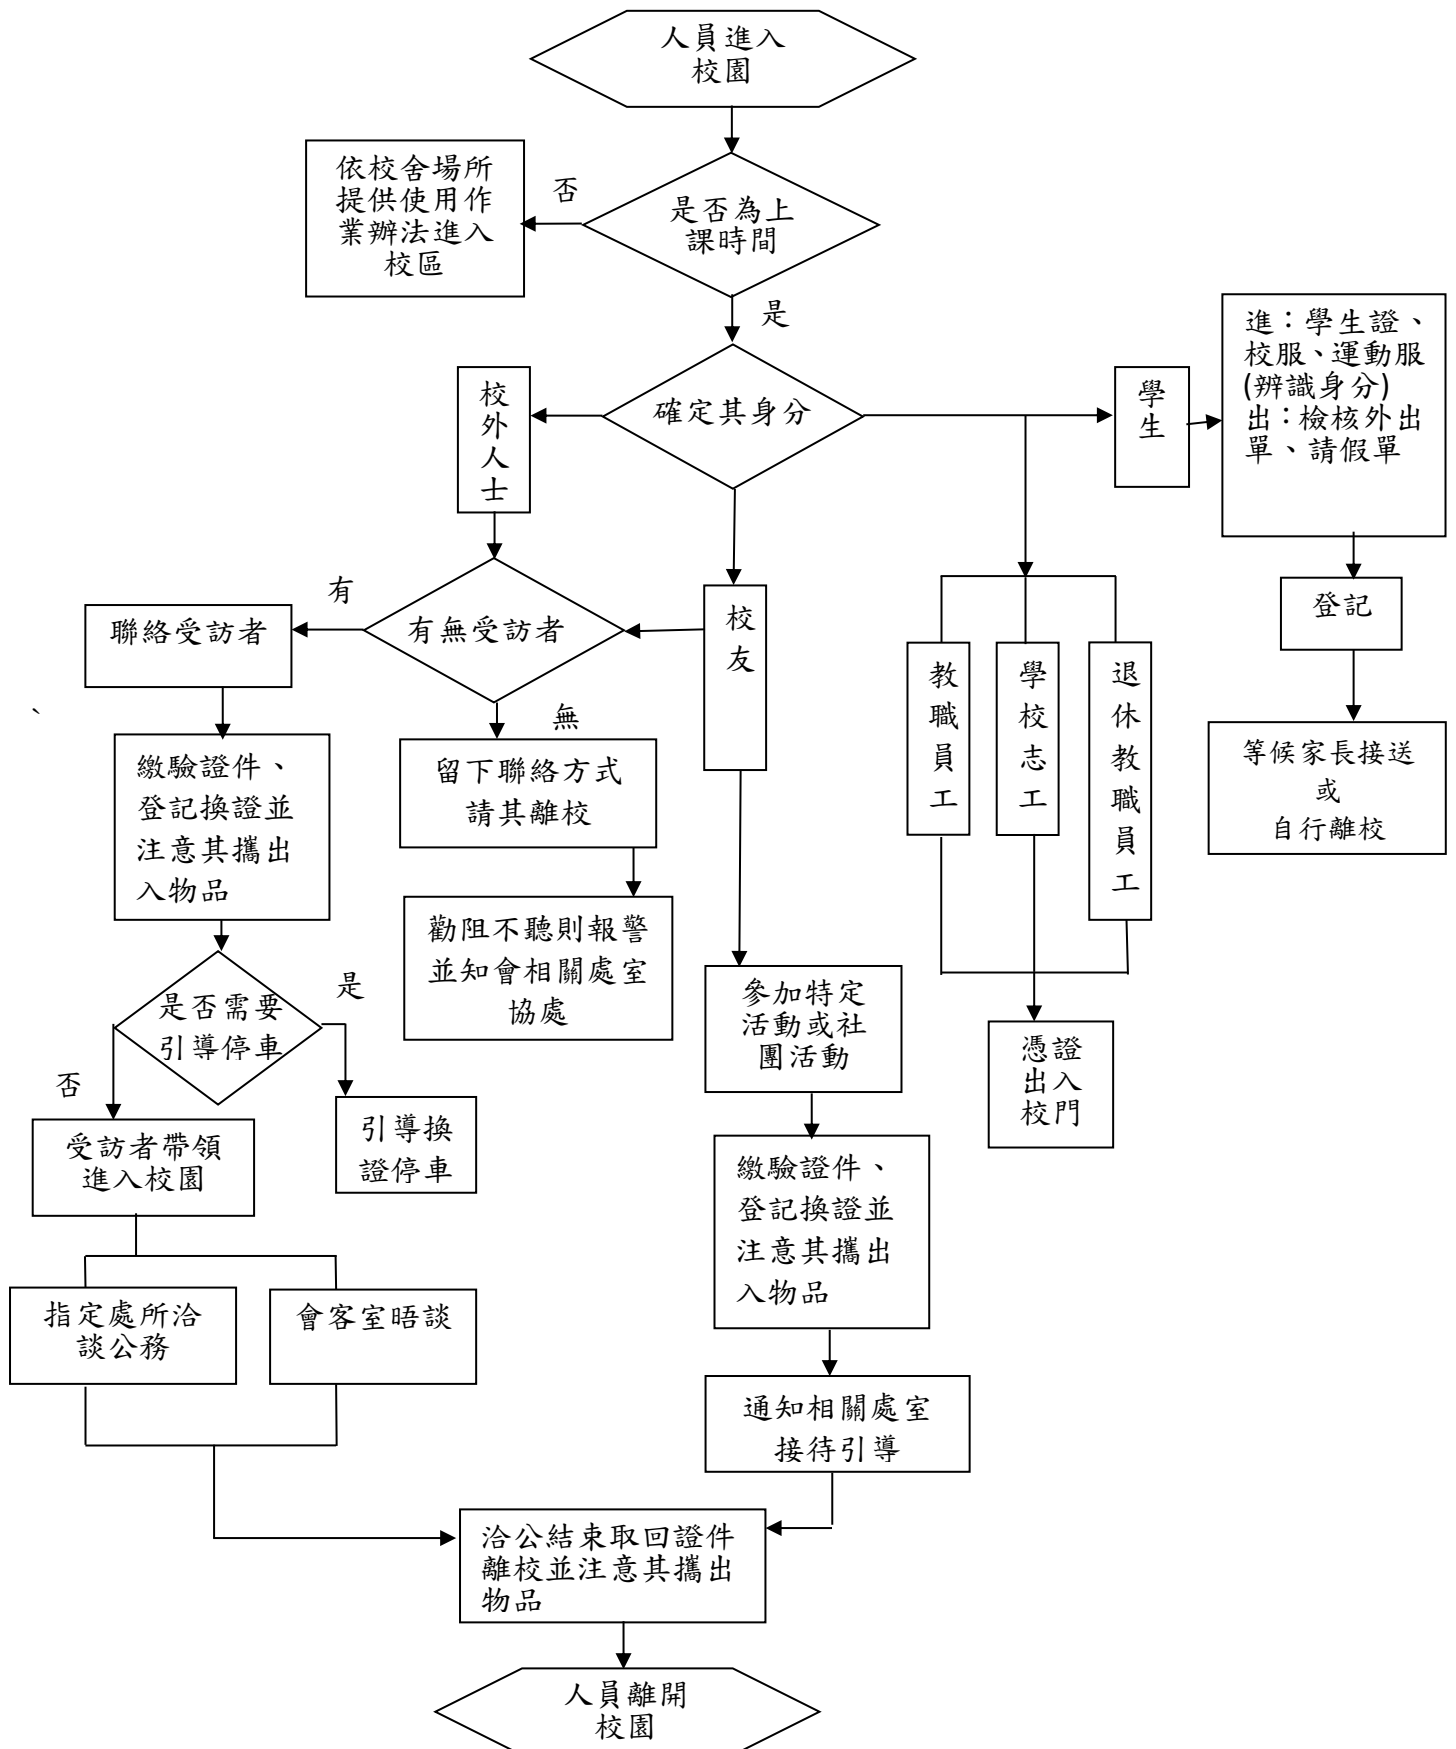 人員進入
校園
依校舍場所
提供使用作
業辦法進入
校區
否
是否為上
課時間
是
校
外
人
士
確定其身分
學
生
進：學生證、
校服、運動服
(辨識身分)
出：檢核外出
單、請假單
有
聯絡受訪者
有無受訪者
校
友
登記
教
職
員
工
學
校
志
工
退
休
教
職
員
工
、
無
繳驗證件、
登記換證並
注意其攜出
入物品
留下聯絡方式
請其離校
等候家長接送
或
自行離校
勸阻不聽則報警
並知會相關處室
協處
是否需要
引導停車
是
否
參加特定
活動或社
團活動
憑證
出入
校門
受訪者帶領
進入校園
引導換
證停車
繳驗證件、
登記換證並
注意其攜出
入物品
指定處所洽
談公務
會客室晤談
通知相關處室
接待引導
洽公結束取回證件
離校並注意其攜出
物品
人員離開
校園